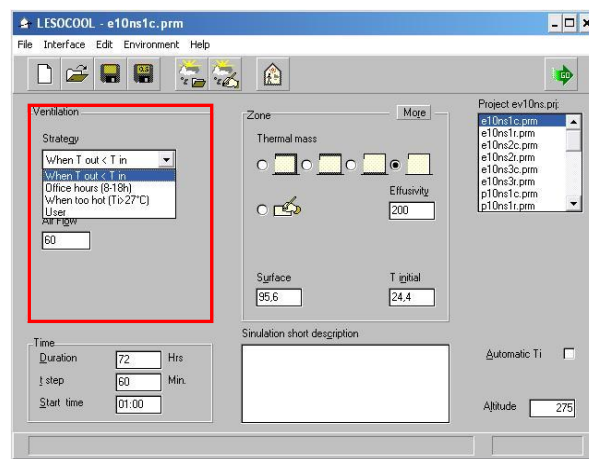 LESOCOOL - e10ns1c.prm
File Interface Edit Environment Help
GO
Ventilation
Strategy
When T out < T in
When T out < T in
Office hours (8-18h)
When too hot (Ti>27°C)
User
Air Flow
60
Zone
More
Thermal mass
Effusivity
200
Surface
95,6
T initial
24,4
Project ev10ns.prj:
e10ns1c.prm
e10ns1r.prm
e10ns2c.prm
e10ns2r.prm
e10ns3c.prm
e10ns3r.prm
p10ns1c.prm
p10ns1r.prm
Time
Duration 72 Hrs
t step 60 Min.
Start time 01:00
Sinulation short description
Automatic Ti
Altitude 275